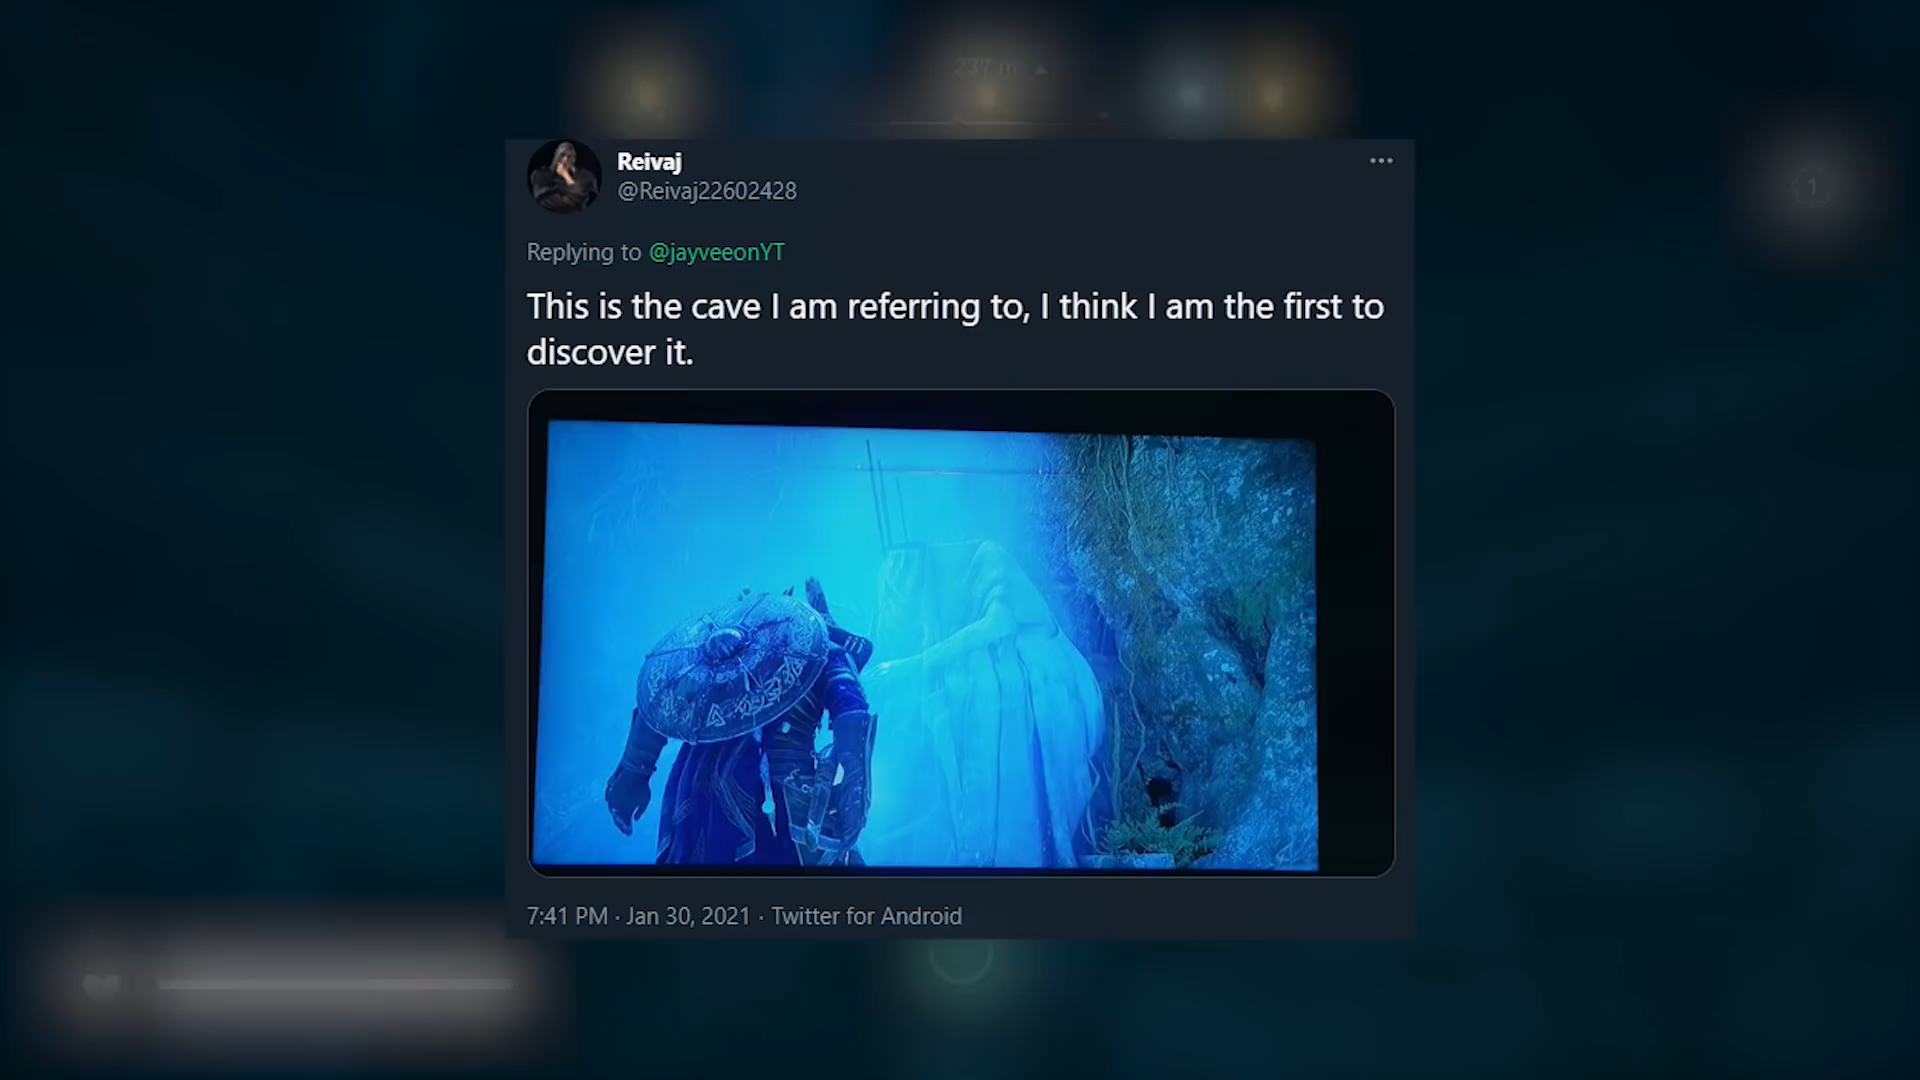 237 m
Reivaj
@Reivaj22602428
Replying to @jayveeonYT
This is the cave I am referring to, I think I am the first to
discover it.
7:41 PM · Jan 30, 2021 · Twitter for Android